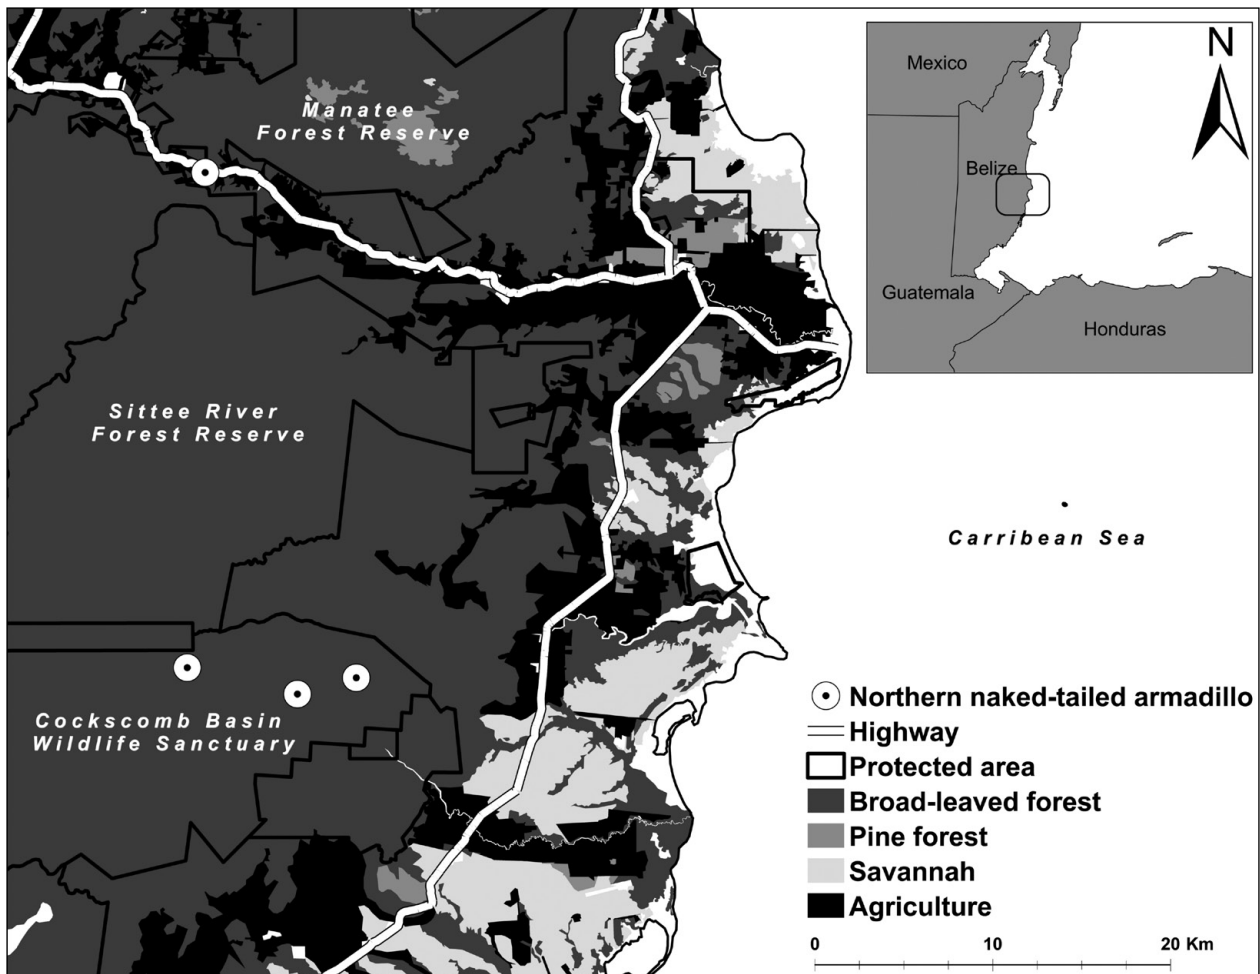 Manatee
Forest Reserve
Sittee River
Forest Reserve
Cockscomb Basin
Wildlife Sanctuary
Carribean Sea
Mexico
Belize
Guatemala
Honduras
N
Northern naked-tailed armadillo
Highway
Protected area
Broad-leaved forest
Pine forest
Savannah
Agriculture
0 10 20 Km